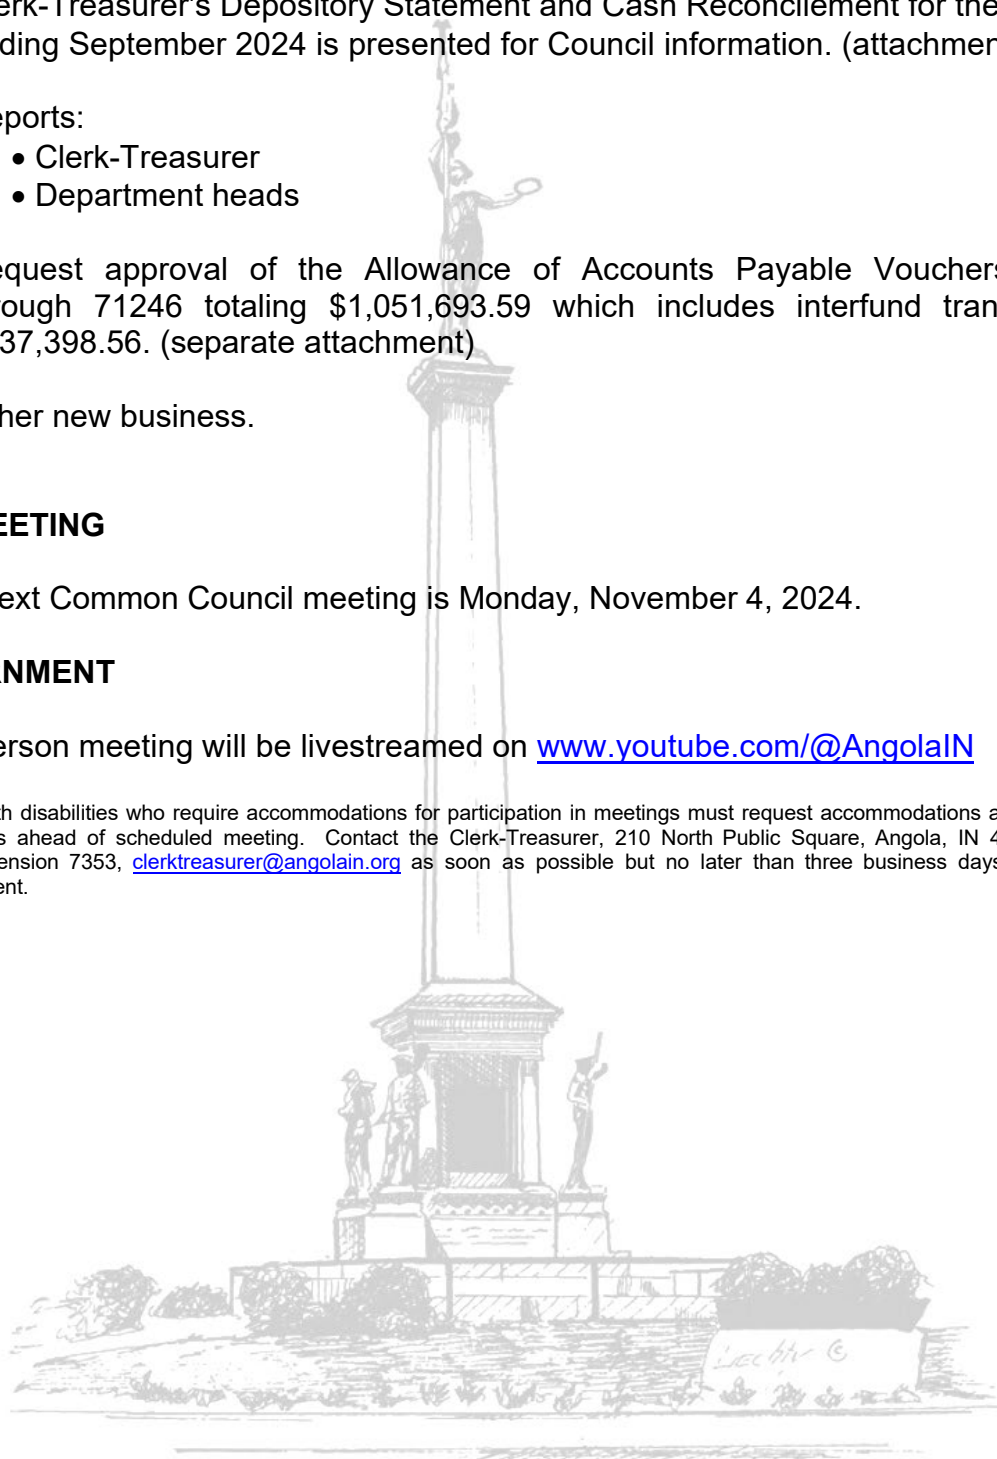 erk-Treasurer's Depository Statement and Cash Reconcilement for the
ding September 2024 is presented for Council information. (attachmen
eports:
• Clerk-Treasurer
• Department heads
equest approval of the Allowance of Accounts Payable Vouchers
rough 71246 totaling $1,051,693.59 which includes interfund tran
37,398.56. (separate attachment)
her new business.
EETING
ext Common Council meeting is Monday, November 4, 2024.
RNMENT
erson meeting will be livestreamed on www.youtube.com/@AngolaIN
th disabilities who require accommodations for participation in meetings must request accommodations a
s ahead of scheduled meeting. Contact the Clerk-Treasurer, 210 North Public Square, Angola, IN 4
ension 7353, clerktreasurer@angolain.org as soon as possible but no later than three business days
ent.